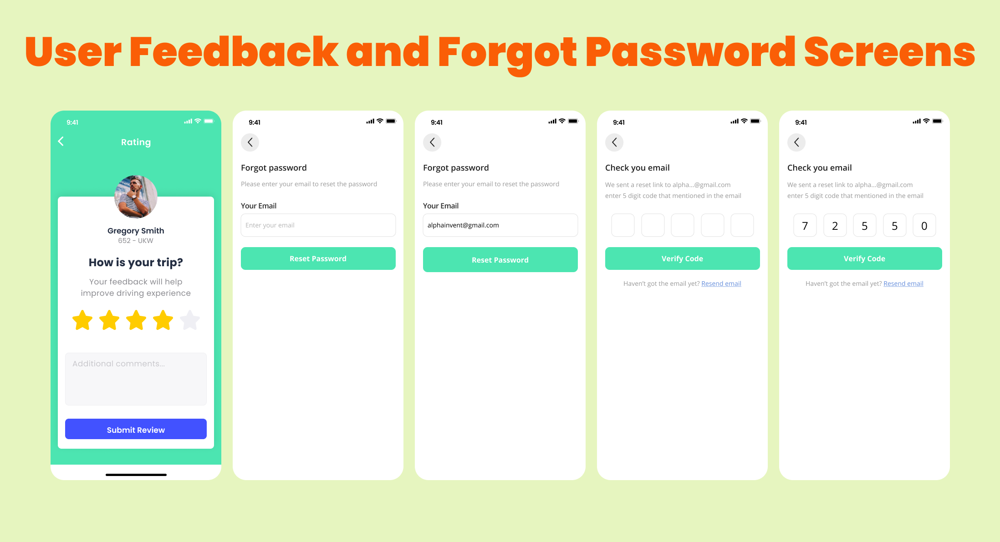 User Feedback and Forgot Password Screens
9:41
Rating
Gregory Smith
652 - UKW
How is your trip?
Your feedback will help
improve driving experience
Additional comments...
Submit Review
9:41
Forgot password
Please enter your email to reset the password
Your Email
Enter your email
Reset Password
9:41
Forgot password
Please enter your email to reset the password
Your Email
alphainvent@gmail.com
Reset Password
9:41
Check you email
We sent a reset link to alpha...@gmail.com
enter 5 digit code that mentioned in the email
Verify Code
Haven't got the email yet? Resend email
9:41
Check you email
We sent a reset link to alpha...@gmail.com
enter 5 digit code that mentioned in the email
7 2 5 5 0
Verify Code
Haven't got the email yet? Resend email